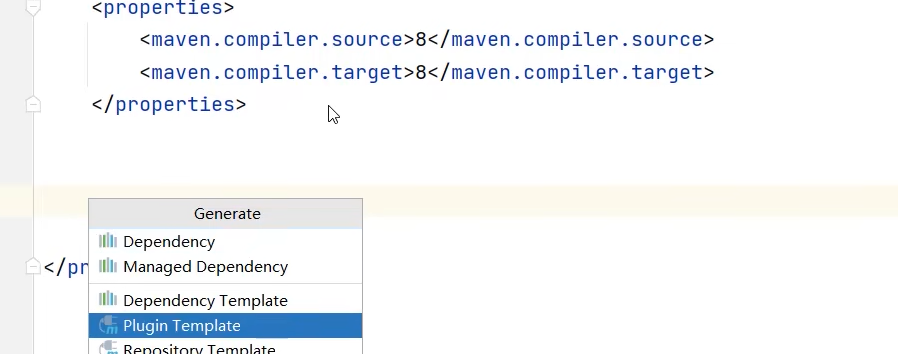 <properties>
<maven.compiler.source>8</maven.compiler.source>
<maven.compiler.target>8</maven.compiler.target>
</properties>
Generate
Dependency
Managed Dependency
</pr
Dependency Template
Plugin Template
Repository Template